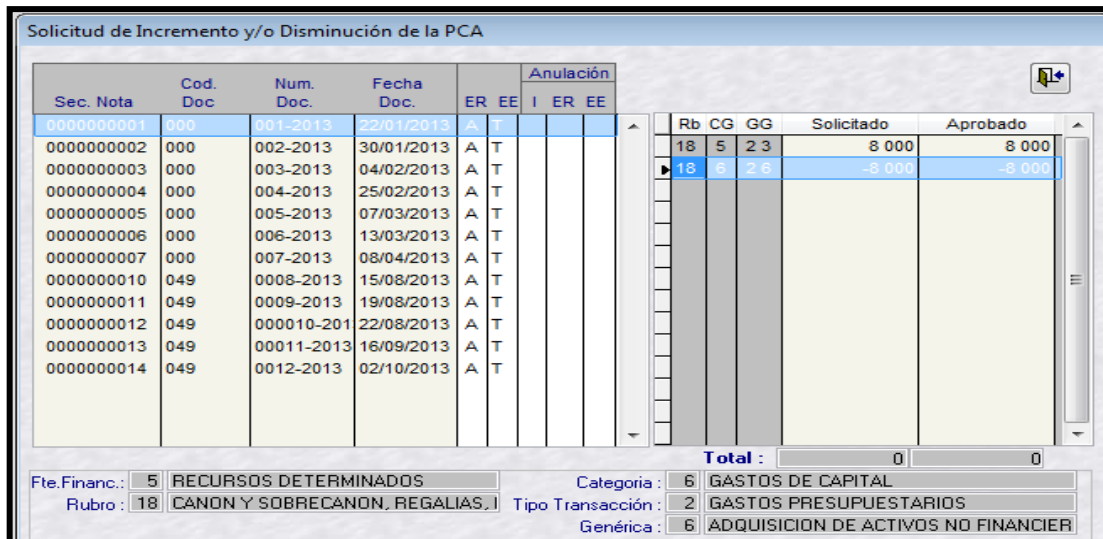 Solicitud de Incremento y/o Disminución de la PCA
Sec. Nota Cod. Doc Num. Doc. Fecha Doc. ER EE Anulación I ER EE
0000000001 000 001-2013 22/01/2013 A T
0000000002 000 002-2013 30/01/2013 A T
0000000003 000 003-2013 04/02/2013 A T
0000000004 000 004-2013 25/02/2013 A T
0000000005 000 005-2013 07/03/2013 A T
0000000006 000 006-2013 13/03/2013 A T
0000000007 000 007-2013 08/04/2013 A T
0000000010 049 0008-2013 15/08/2013 A T
0000000011 049 0009-2013 19/08/2013 A T
0000000012 049 000010-201 22/08/2013 A T
0000000013 049 00011-2013 16/09/2013 A T
0000000014 049 0012-2013 02/10/2013 A T
Rb CG GG Solicitado Aprobado
18 5 2 3 8 000 8 000
18 6 2 6 -8 000 -8 000
Total : 0 0
Fte.Financ.: 5 RECURSOS DETERMINADOS
Rubro : 18 CANON Y SOBRECANON, REGALIAS,
Categoria : 6 GASTOS DE CAPITAL
Tipo Transacción : 2 GASTOS PRESUPUESTARIOS
Genérica : 6 ADQUISICION DE ACTIVOS NO FINANCIER